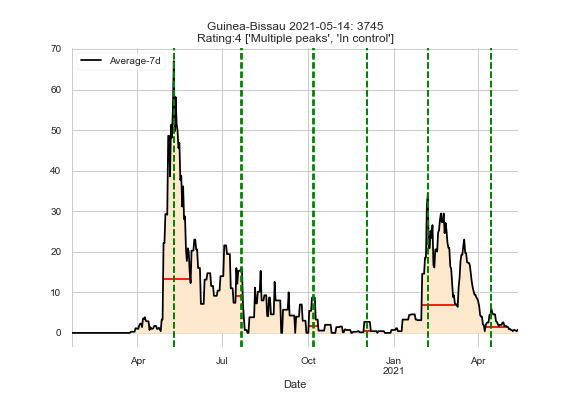 Guinea-Bissau 2021-05-14: 3745
Rating:4 ['Multiple peaks', 'In control']
Average-7d
70
60
50
40
30
20
10
0
Apr
Jul
Oct
Jan
2021
Apr
Date